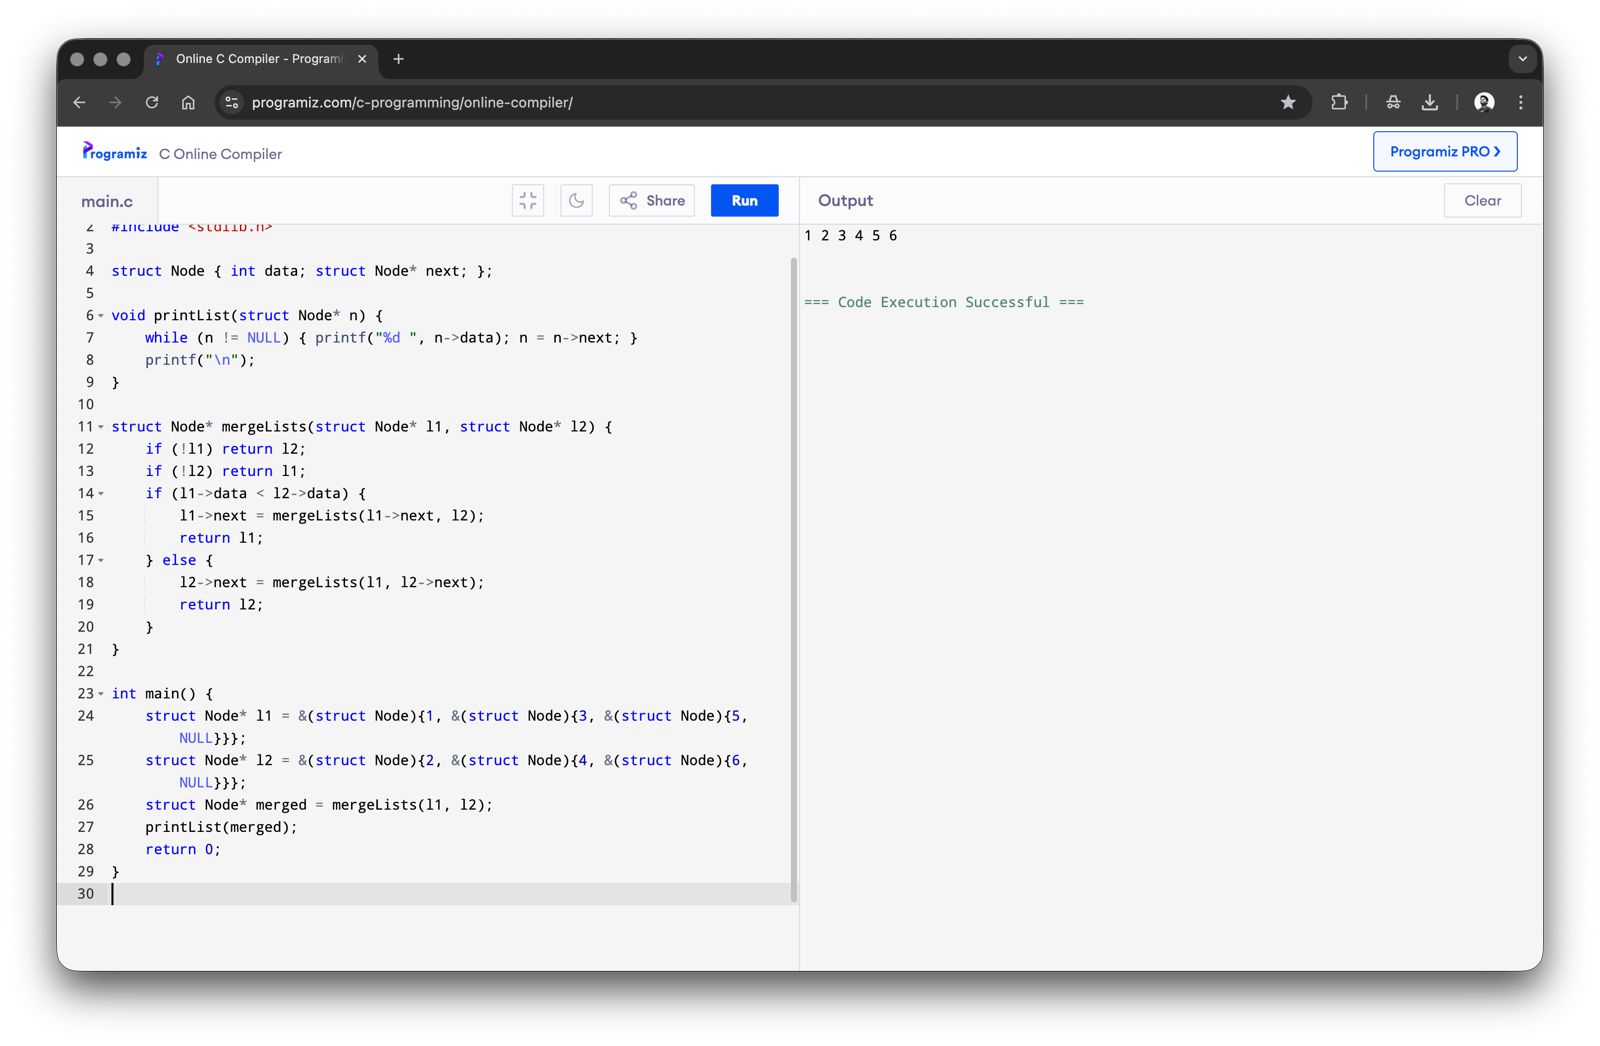 Online C Compiler - Programi
programiz.com/c-programming/online-compiler/
Programiz C Online Compiler
Programiz PRO
main.c
Share
Run
Output
Clear
2 #include <stdlib.h>
3
4 struct Node { int data; struct Node* next; };
5
6 void printList(struct Node* n) {
7     while (n != NULL) { printf("%d ", n->data); n = n->next; }
8     printf("\n");
9 }
10
11 struct Node* mergeLists(struct Node* l1, struct Node* l2) {
12     if (!l1) return l2;
13     if (!l2) return l1;
14     if (l1->data < l2->data) {
15         l1->next = mergeLists(l1->next, l2);
16         return l1;
17     } else {
18         l2->next = mergeLists(l1, l2->next);
19         return l2;
20     }
21 }
22
23 int main() {
24     struct Node* l1 = &(struct Node){1, &(struct Node){3, &(struct Node){5,
        NULL}}};
25     struct Node* l2 = &(struct Node){2, &(struct Node){4, &(struct Node){6,
        NULL}}};
26     struct Node* merged = mergeLists(l1, l2);
27     printList(merged);
28     return 0;
29 }
30
1 2 3 4 5 6
=== Code Execution Successful ===